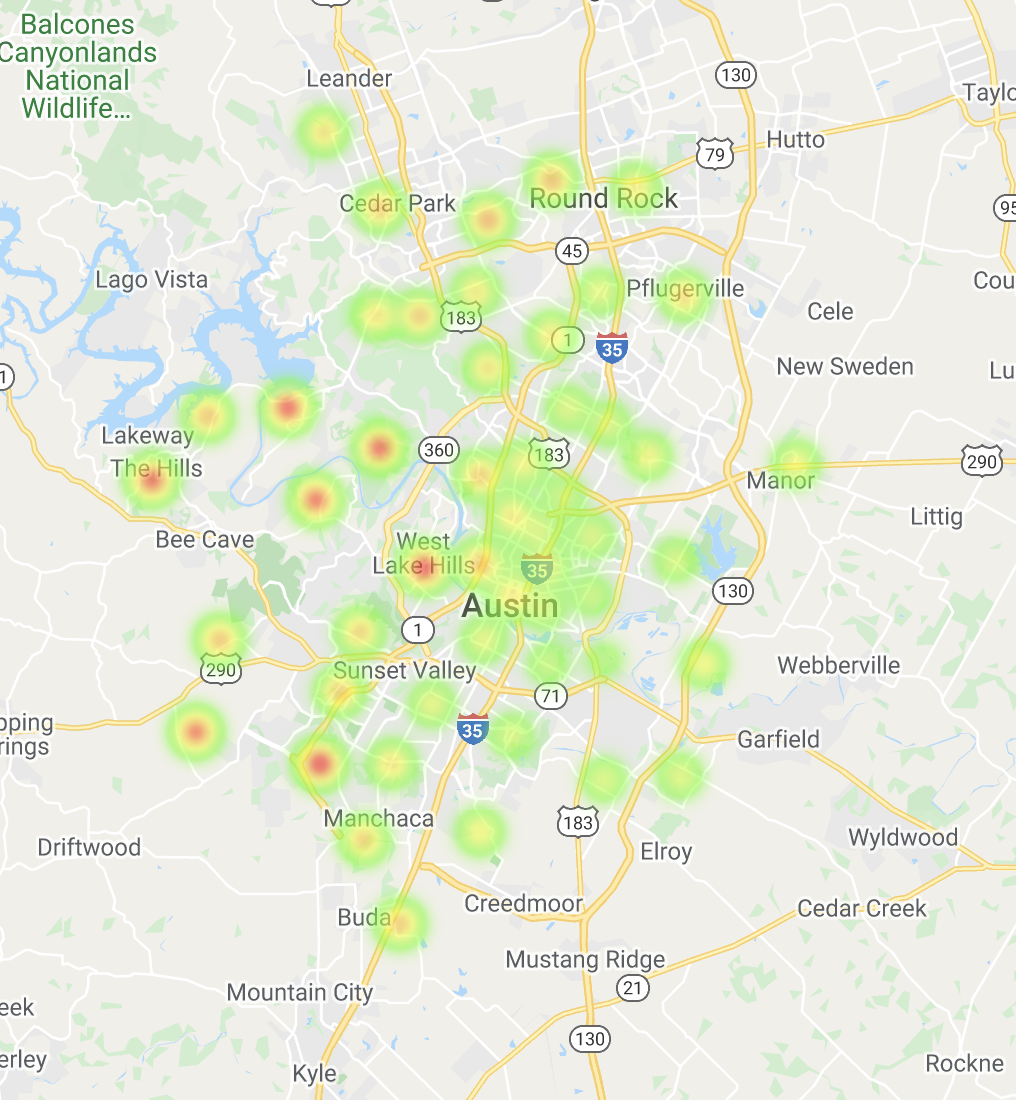 Balcones
Canyonlands
National
Wildlife...
Leander
130
Taylo
Hutto
79
Cedar Park
Round Rock
95
45
Lago Vista
Pflugerville
Cou
183
Cele
1
35
New Sweden
1
Lu
Lakeway
360
183
The Hills
290
Manor
Littig
Bee Cave
West
Lake Hills
35
130
Austin
1
290
Sunset Valley
Webberville
71
pping
rings
35
Garfield
Manchaca
183
Driftwood
Elroy
Wyldwood
Buda
Creedmoor
Cedar Creek
Mustang Ridge
21
Mountain City
eek
130
erley
Kyle
Rockne